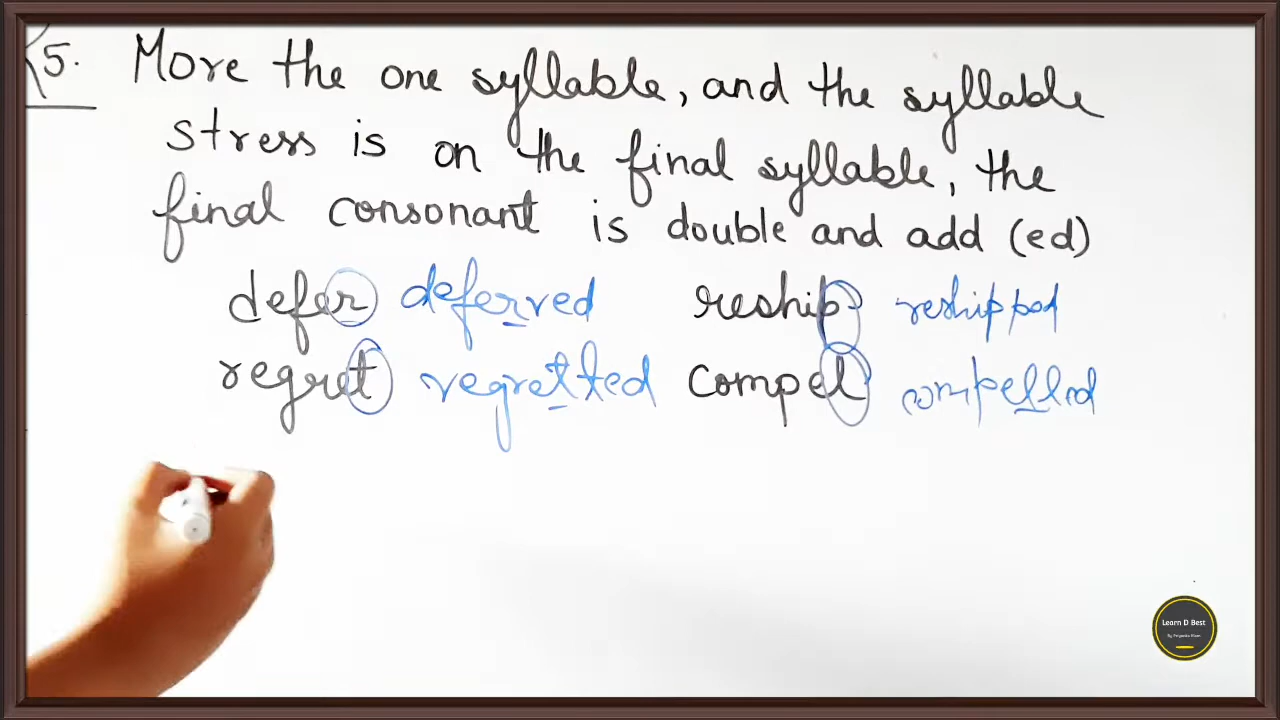 5. More the one syllable, and the syllable
stress is on the final syllable, the
final consonant is double and add (ed)
defer deferred reship reshipped
regret regretted compel compelled
Learn D Best